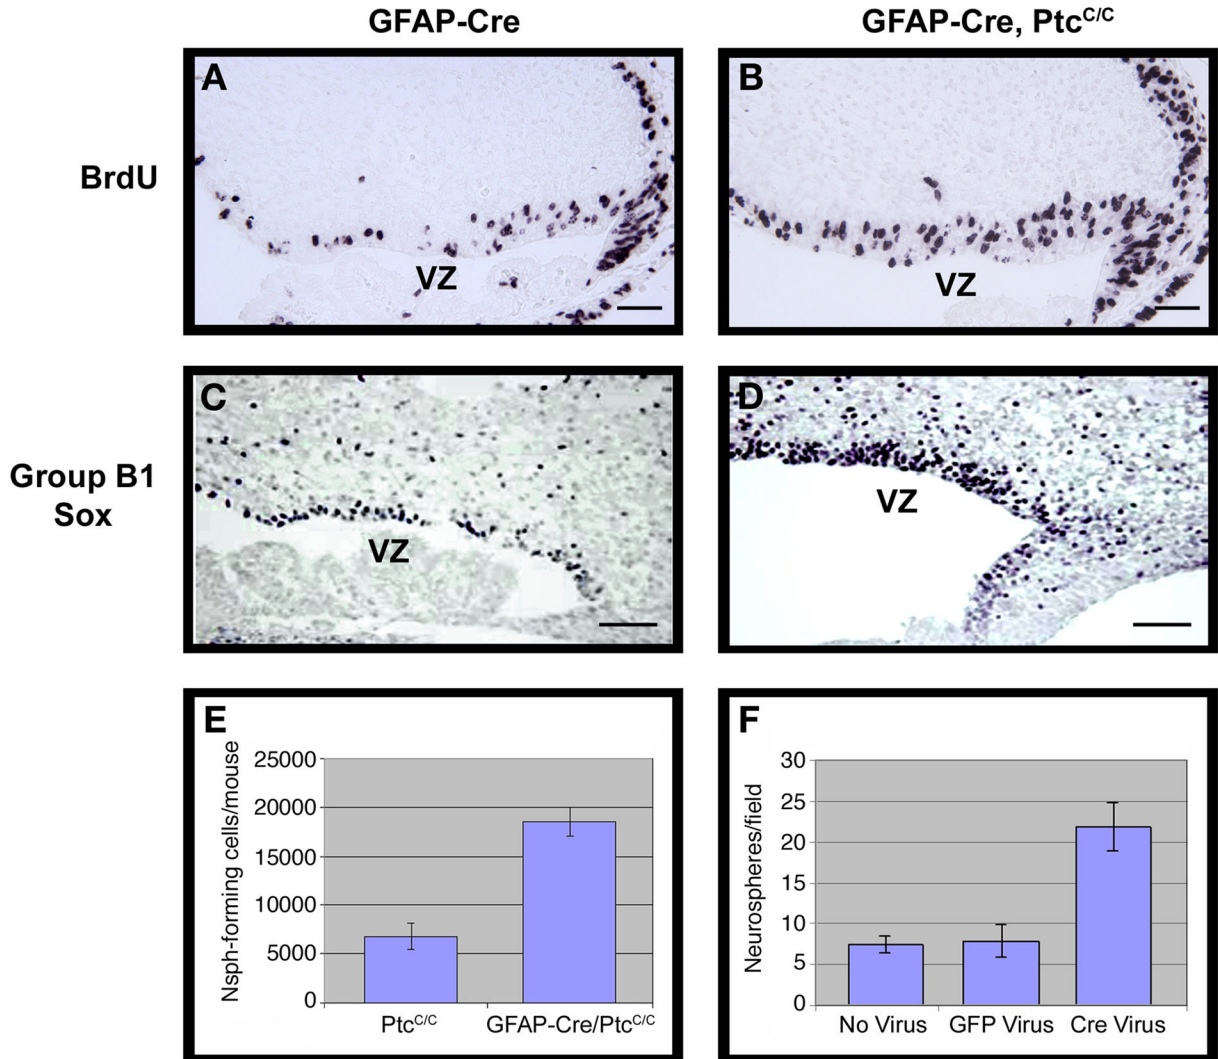 GFAP-Cre
GFAP-Cre, Ptc^C/C
BrdU
A
VZ
B
VZ
Group B1
Sox
C
VZ
D
VZ
E
Nsph-forming cells/mouse
25000
20000
15000
10000
5000
0
Ptc^C/C
GFAP-Cre/Ptc^C/C
F
Neurospheres/field
30
25
20
15
10
5
0
No Virus
GFP Virus
Cre Virus